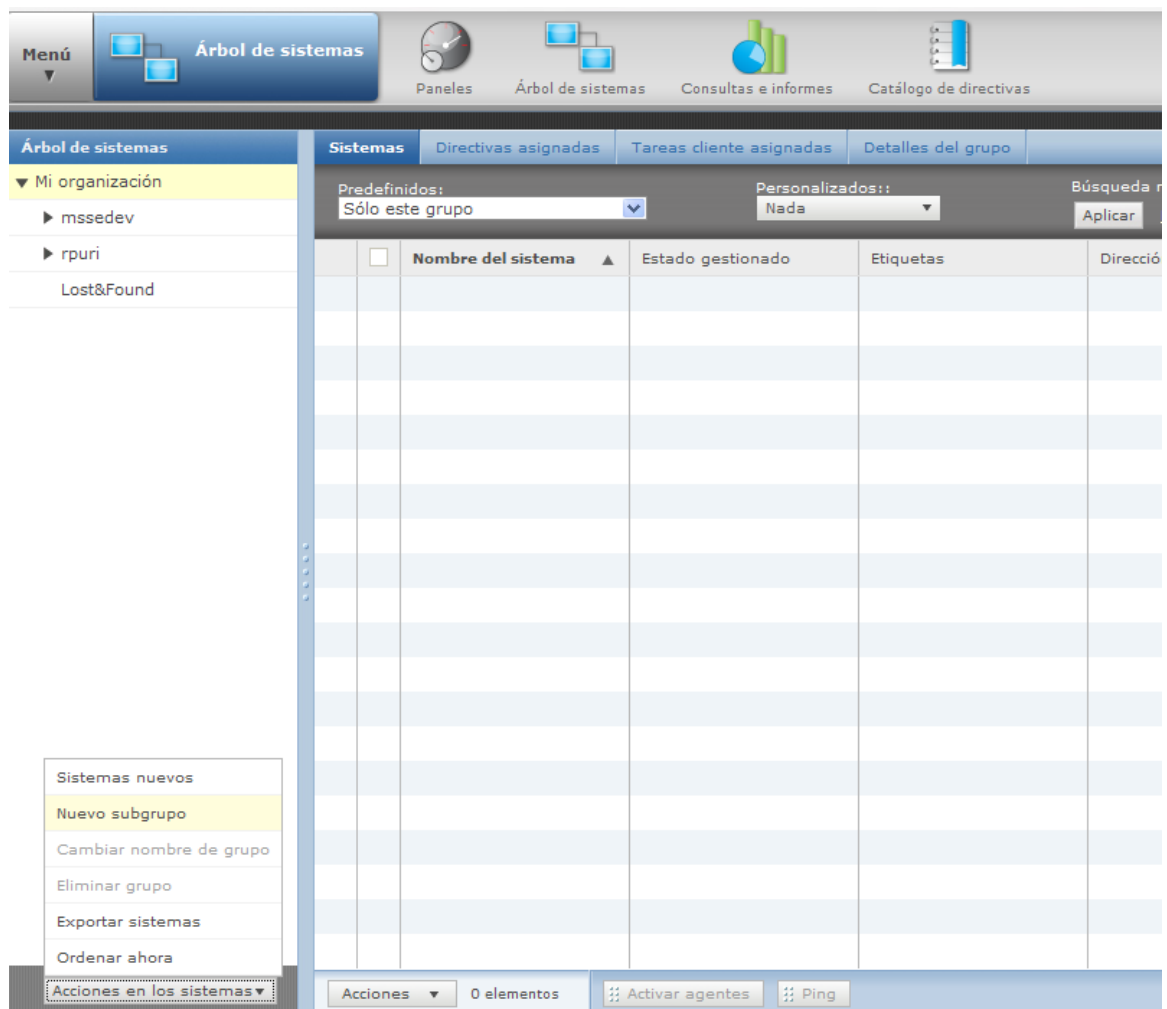 Menú
Árbol de sistemas
Paneles
Árbol de sistemas
Consultas e informes
Catálogo de directivas
Árbol de sistemas
Mi organización
mssedev
rpuri
Lost&Found
Sistemas
Directivas asignadas
Tareas cliente asignadas
Detalles del grupo
Predefinidos:
Sólo este grupo
Personalizados::
Nada
Búsqueda r
Aplicar
Nombre del sistema
Estado gestionado
Etiquetas
Direcció
Sistemas nuevos
Nuevo subgrupo
Cambiar nombre de grupo
Eliminar grupo
Exportar sistemas
Ordenar ahora
Acciones en los sistemas
Acciones
0 elementos
Activar agentes
Ping